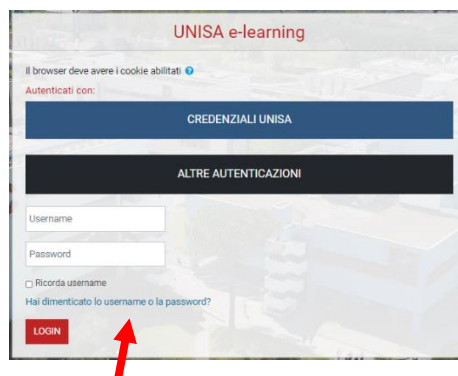 UNISA e-learning
Il browser deve avere i cookie abilitati
Autenticati con:
CREDENZIALI UNISA
ALTRE AUTENTICAZIONI
Username
Password
Ricorda username
Hai dimenticato lo username o la password?
LOGIN